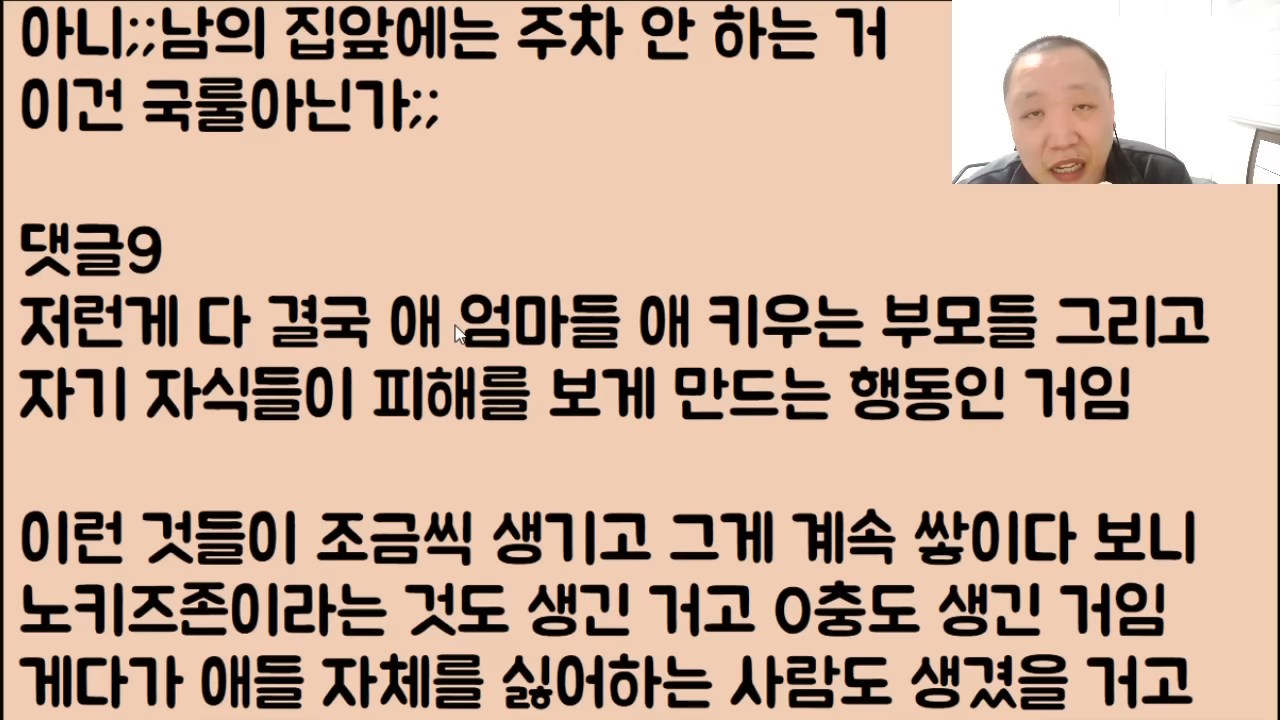 아니;;남의 집앞에는 주차 안 하는 거
이건 국룰아닌가;;
댓글9
저런게 다 결국 애 엄마들 애 키우는 부모들 그리고
자기 자식들이 피해를 보게 만드는 행동인 거임
이런 것들이 조금씩 생기고 그게 계속 쌓이다 보니
노키즈존이라는 것도 생긴 거고 0충도 생긴 거임
게다가 애들 자체를 싫어하는 사람도 생겼을 거고